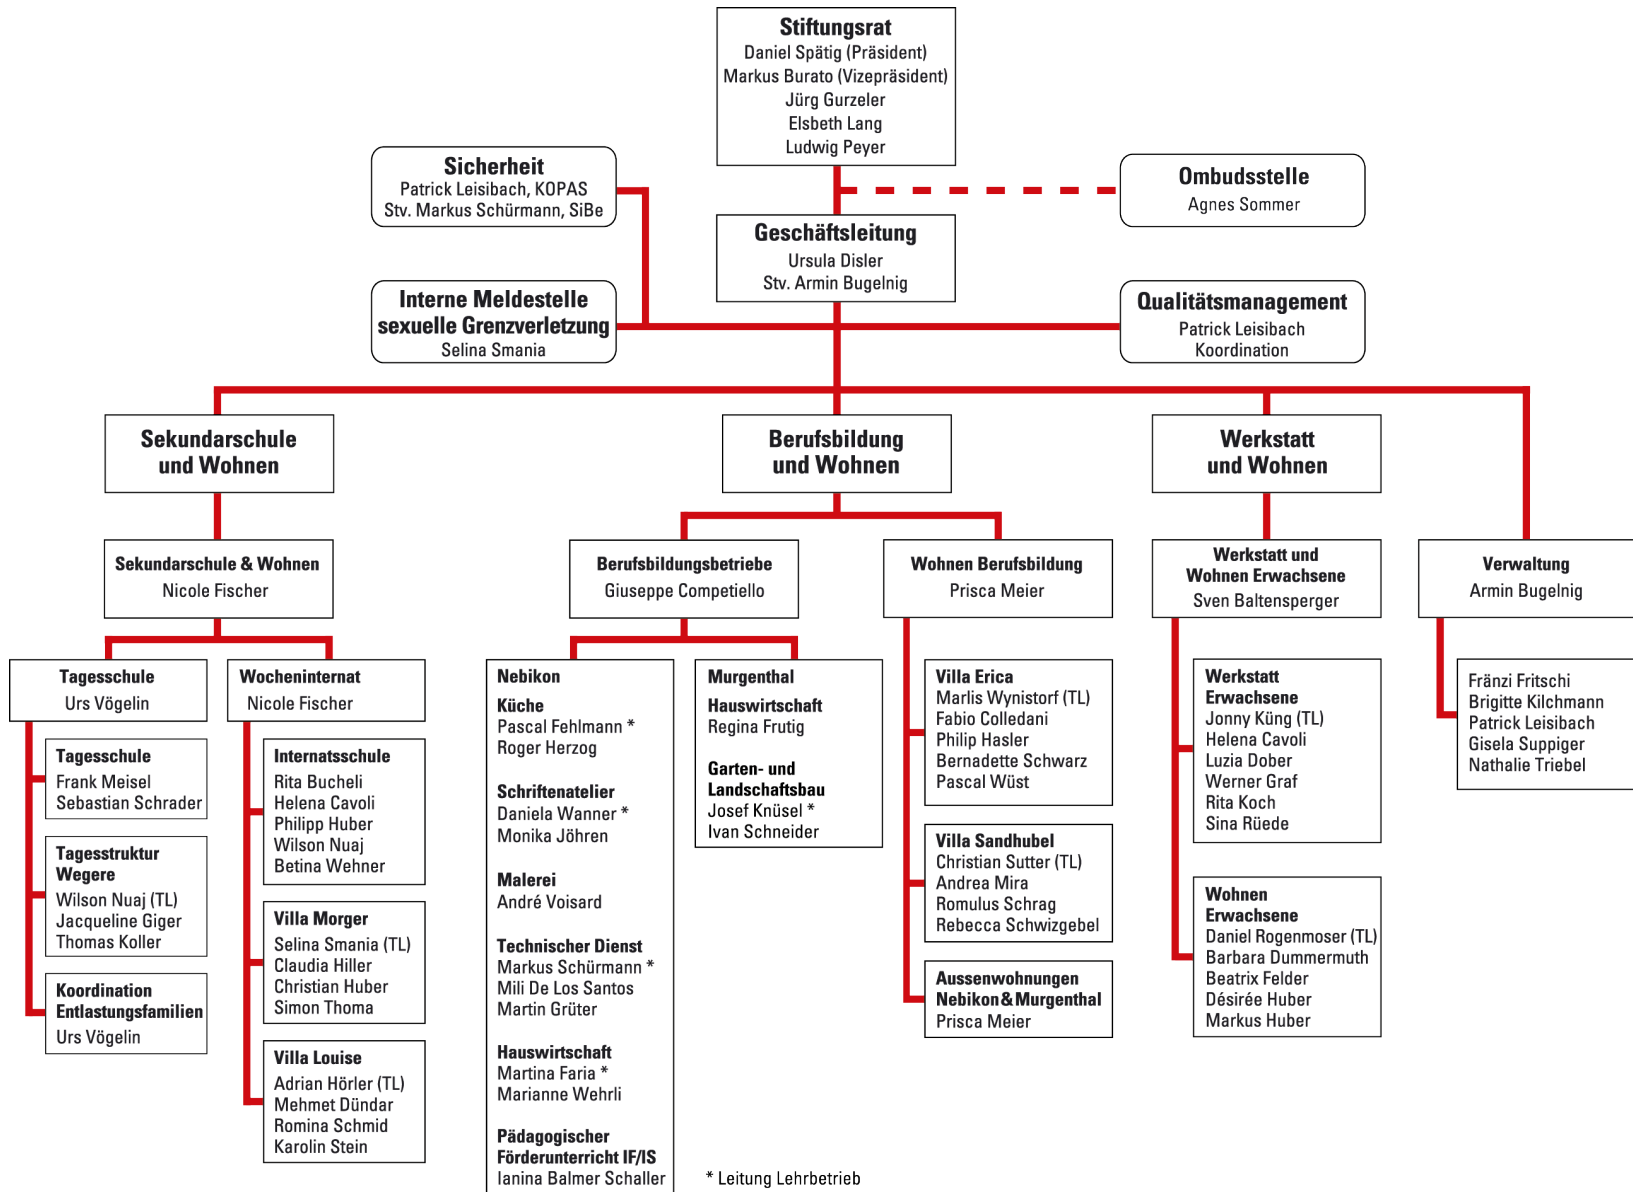 Stiftungsrat
Daniel Spätig (Präsident)
Markus Burato (Vizepräsident)
Jürg Gurzeler
Elsbeth Lang
Ludwig Peyer
Sicherheit
Patrick Leisibach, KOPAS
Stv. Markus Schürmann, SiBe
Ombudsstelle
Agnes Sommer
Geschäftsleitung
Ursula Disler
Stv. Armin Bugelnig
Interne Meldestelle
sexuelle Grenzverletzung
Selina Smania
Qualitätsmanagement
Patrick Leisibach
Koordination
Sekundarschule
und Wohnen
Berufsbildung
und Wohnen
Werkstatt
und Wohnen
Sekundarschule & Wohnen
Nicole Fischer
Berufsbildungsbetriebe
Giuseppe Competiello
Wohnen Berufsbildung
Prisca Meier
Werkstatt und
Wohnen Erwachsene
Sven Baltensperger
Verwaltung
Armin Bugelnig
Tagesschule
Urs Vögelin
Tagesschule
Frank Meisel
Sebastian Schrader
Tagesstruktur
Wegere
Wilson Nuaj (TL)
Jacqueline Giger
Thomas Koller
Koordination
Entlastungsfamilien
Urs Vögelin
Wocheninternat
Nicole Fischer
Internatsschule
Rita Bucheli
Helena Cavoli
Philipp Huber
Wilson Nuaj
Betina Wehner
Villa Morger
Selina Smania (TL)
Claudia Hiller
Christian Huber
Simon Thoma
Villa Louise
Adrian Hörler (TL)
Mehmet Dündar
Romina Schmid
Karolin Stein
Nebikon
Küche
Pascal Fehlmann *
Roger Herzog
Schriftenatelier
Daniela Wanner *
Monika Jöhren
Malerei
André Voisard
Technischer Dienst
Markus Schürmann *
Mili De Los Santos
Martin Grüter
Hauswirtschaft
Martina Faria *
Marianne Wehrli
Pädagogischer
Förderunterricht IF/IS
Ianina Balmer Schaller
Murgenthal
Hauswirtschaft
Regina Frutig
Garten- und
Landschaftsbau
Josef Knüsel *
Ivan Schneider
* Leitung Lehrbetrieb
Villa Erica
Marlis Wynistorf (TL)
Fabio Colledani
Philip Hasler
Bernadette Schwarz
Pascal Wüst
Villa Sandhubel
Christian Sutter (TL)
Andrea Mira
Romulus Schrag
Rebecca Schwizgebel
Aussenwohnungen
Nebikon & Murgenthal
Prisca Meier
Werkstatt
Erwachsene
Jonny Küng (TL)
Helena Cavoli
Luzia Dober
Werner Graf
Rita Koch
Sina Rüede
Wohnen
Erwachsene
Daniel Rogenmoser (TL)
Barbara Dummermuth
Beatrix Felder
Désirée Huber
Markus Huber
Fränzi Fritschi
Brigitte Kilchmann
Patrick Leisibach
Gisela Suppiger
Nathalie Triebel